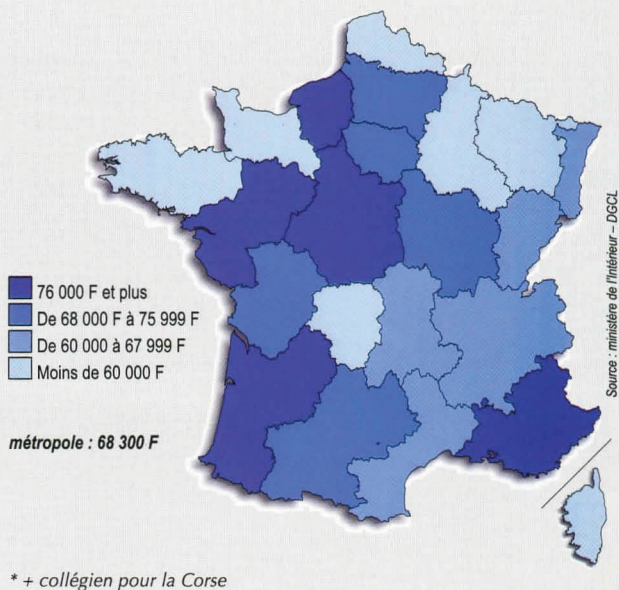 76 000 F et plus
De 68 000 F à 75 999 F
De 60 000 à 67 999 F
Moins de 60 000 F
métropole : 68 300 F
Source : ministère de l'Intérieur – DGCL
* + collégien pour la Corse